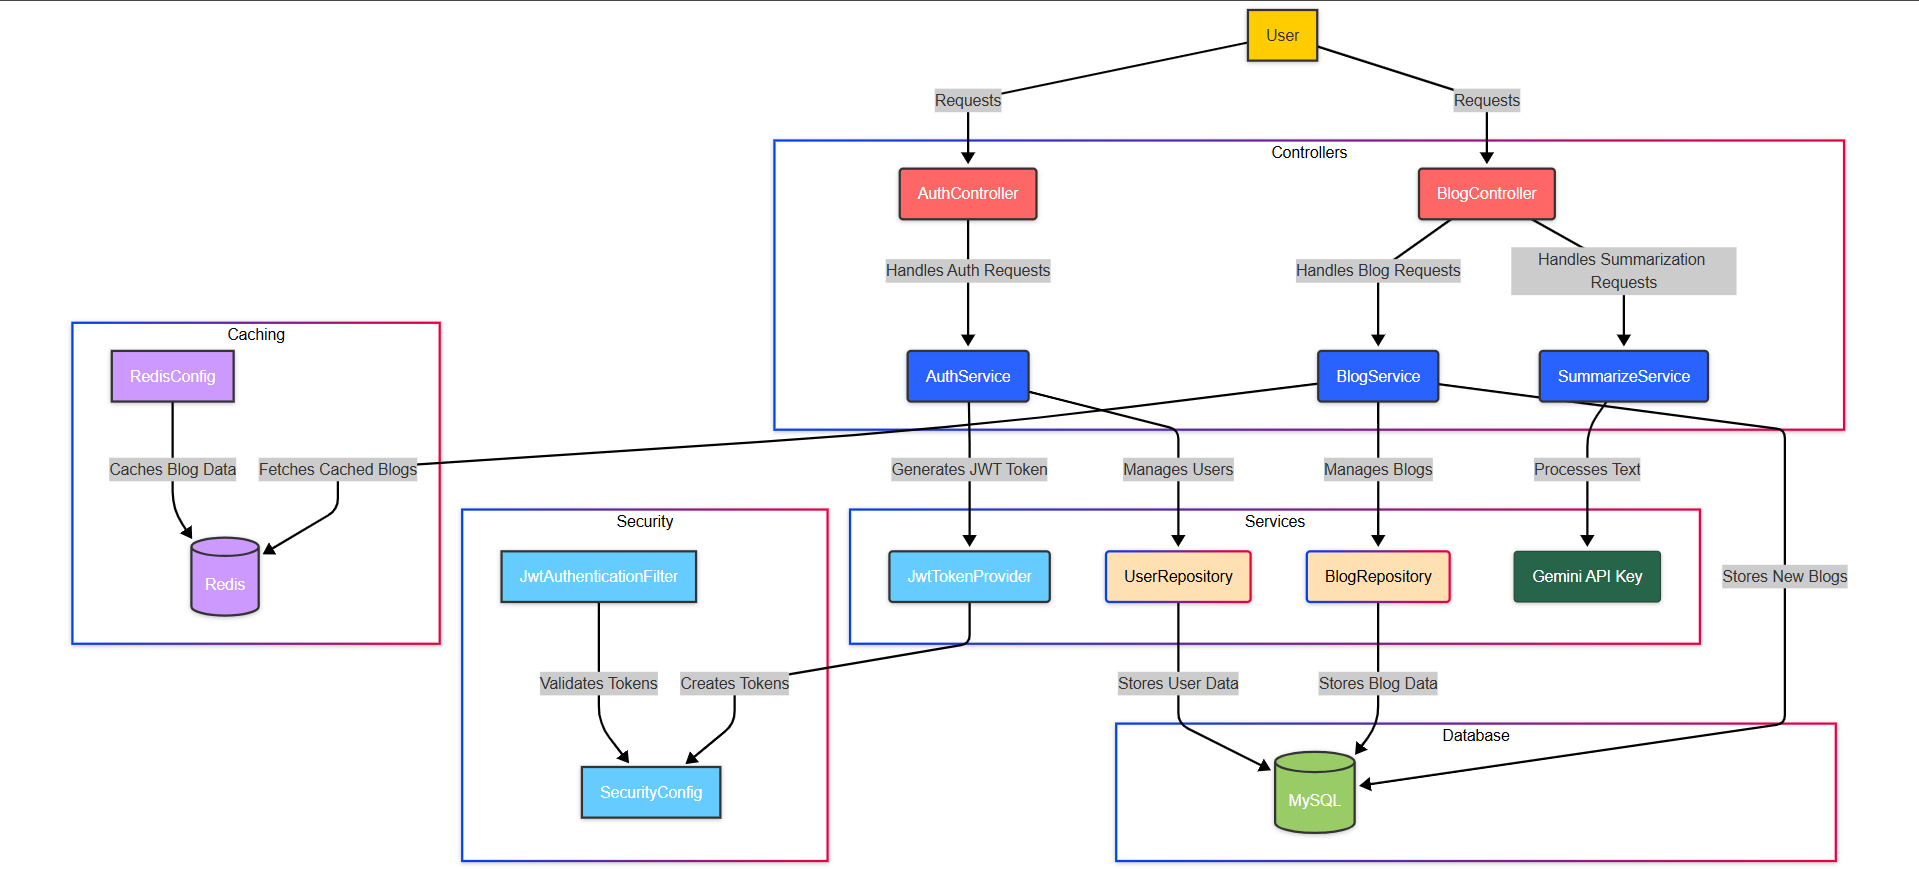 User
Requests
Requests
Controllers
AuthController
BlogController
Handles Auth Requests
Handles Blog Requests
Handles Summarization
Requests
Caching
RedisConfig
AuthService
BlogService
SummarizeService
Caches Blog Data
Fetches Cached Blogs
Generates JWT Token
Manages Users
Manages Blogs
Processes Text
Security
Services
Redis
JwtAuthenticationFilter
JwtTokenProvider
UserRepository
BlogRepository
Gemini API Key
Stores New Blogs
Validates Tokens
Creates Tokens
Stores User Data
Stores Blog Data
Database
SecurityConfig
MySQL